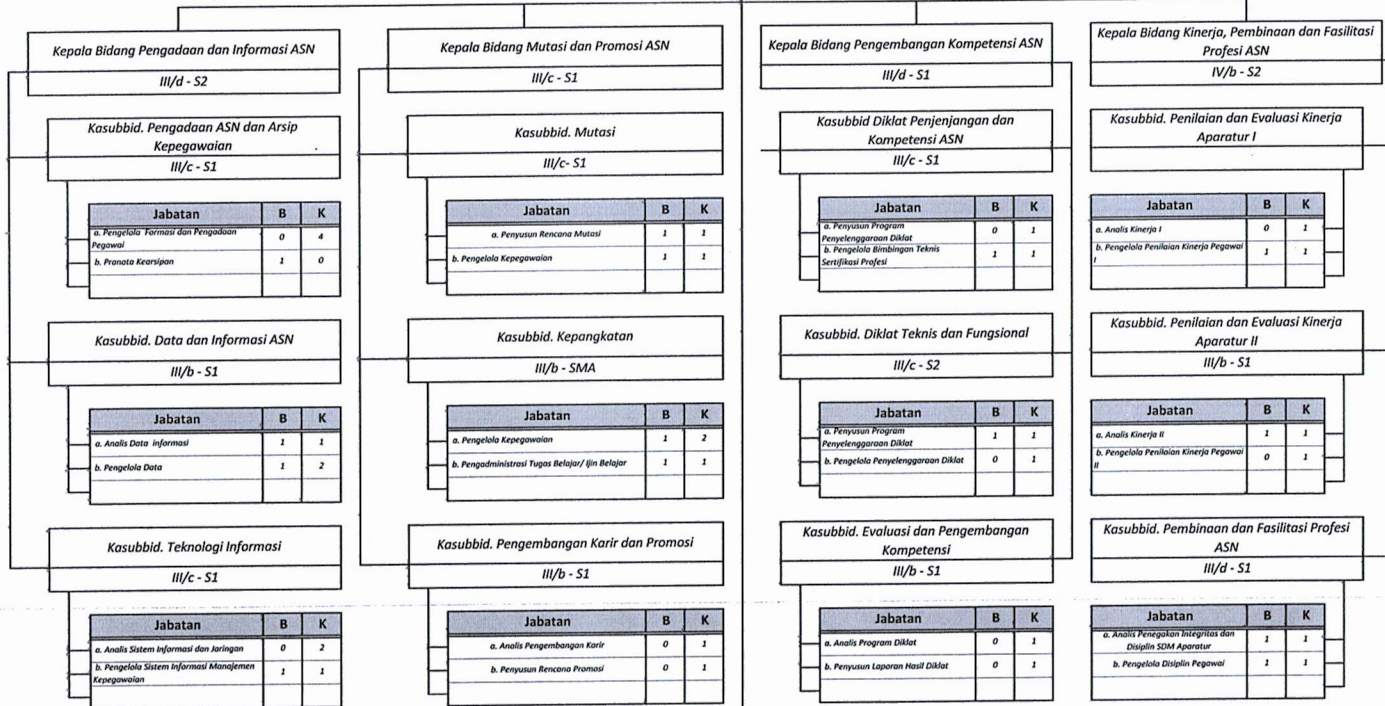 Kepala Bidang Pengadaan dan Informasi ASN
III/d - S2
Kasubbid. Pengadaan ASN dan Arsip
Kepegawaian
III/c - S1
Jabatan B K
a. Pengelola Formasi dan Pengadaan
Pegawai 0 4
b. Pranata Kearsipan 1 0
Kasubbid. Data dan Informasi ASN
III/b - S1
Jabatan B K
a. Analis Data informasi 1 1
b. Pengelola Data 1 2
Kasubbid. Teknologi Informasi
III/c - S1
Jabatan B K
a. Analis Sistem Informasi dan Jaringan 0 2
b. Pengelola Sistem Informasi Manajemen
Kepegawaian 1 1
Kepala Bidang Mutasi dan Promosi ASN
III/c - S1
Kasubbid. Mutasi
III/c- S1
Jabatan B K
a. Penyusun Rencana Mutasi 1 1
b. Pengelola Kepegawaian 1 1
Kasubbid. Kepangkatan
III/b - SMA
Jabatan B K
a. Pengelola Kepegawaian 1 2
b. Pengadministrasi Tugas Belajar/ Ijin Belajar 1 1
Kasubbid. Pengembangan Karir dan Promosi
III/b - S1
Jabatan B K
a. Analis Pengembangan Karir 0 1
b. Penyusun Rencana Promosi 0 1
Kepala Bidang Pengembangan Kompetensi ASN
III/d - S1
Kasubbid Diklat Penjenjangan dan
Kompetensi ASN
III/c - S1
Jabatan B K
a. Penyusun Program
Penyelenggaraan Diklat 0 1
b. Pengelola Bimbingan Teknis
Sertifikasi Profesi 1 1
Kasubbid. Diklat Teknis dan Fungsional
III/c - S2
Jabatan B K
a. Penyusun Program
Penyelenggaraan Diklat 1 1
b. Pengelola Penyelenggaraan Diklat 0 1
Kasubbid. Evaluasi dan Pengembangan
Kompetensi
III/b - S1
Jabatan B K
a. Analis Program Diklat 0 1
b. Penyusun Laporan Hasil Diklat 0 1
Kepala Bidang Kinerja, Pembinaan dan Fasilitasi
Profesi ASN
IV/b - S2
Kasubbid. Penilaian dan Evaluasi Kinerja
Aparatur I
Jabatan B K
a. Analis Kinerja I 0 1
b. Pengelola Penilaian Kinerja Pegawai
I 1 1
Kasubbid. Penilaian dan Evaluasi Kinerja
Aparatur II
III/b - S1
Jabatan B K
a. Analis Kinerja II 1 1
b. Pengelola Penilaian Kinerja Pegawai
II 0 1
Kasubbid. Pembinaan dan Fasilitasi Profesi
ASN
III/d - S1
Jabatan B K
a. Analis Penegakan Integritas dan
Disiplin SDM Aparatur 1 1
b. Pengelola Disiplin Pegawai 1 1